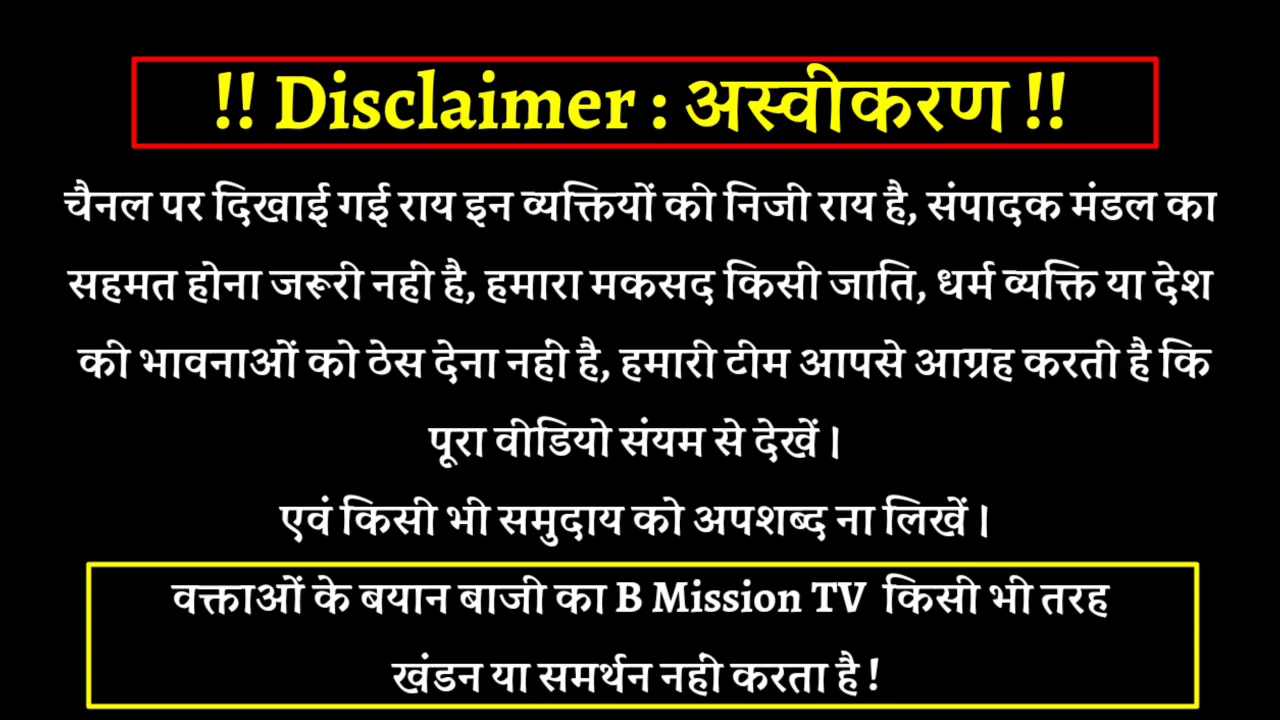 !! Disclaimer : अस्वीकरण !!
चैनल पर दिखाई गई राय इन व्यक्तियों की निजी राय है, संपादक मंडल का
सहमत होना जरूरी नहीं है, हमारा मकसद किसी जाति, धर्म व्यक्ति या देश
की भावनाओं को ठेस देना नहीं है, हमारी टीम आपसे आग्रह करती है कि
पूरा वीडियो संयम से देखें ।
एवं किसी भी समुदाय को अपशब्द ना लिखें ।
वक्ताओं के बयान बाजी का B Mission TV किसी भी तरह
खंडन या समर्थन नहीं करता है !